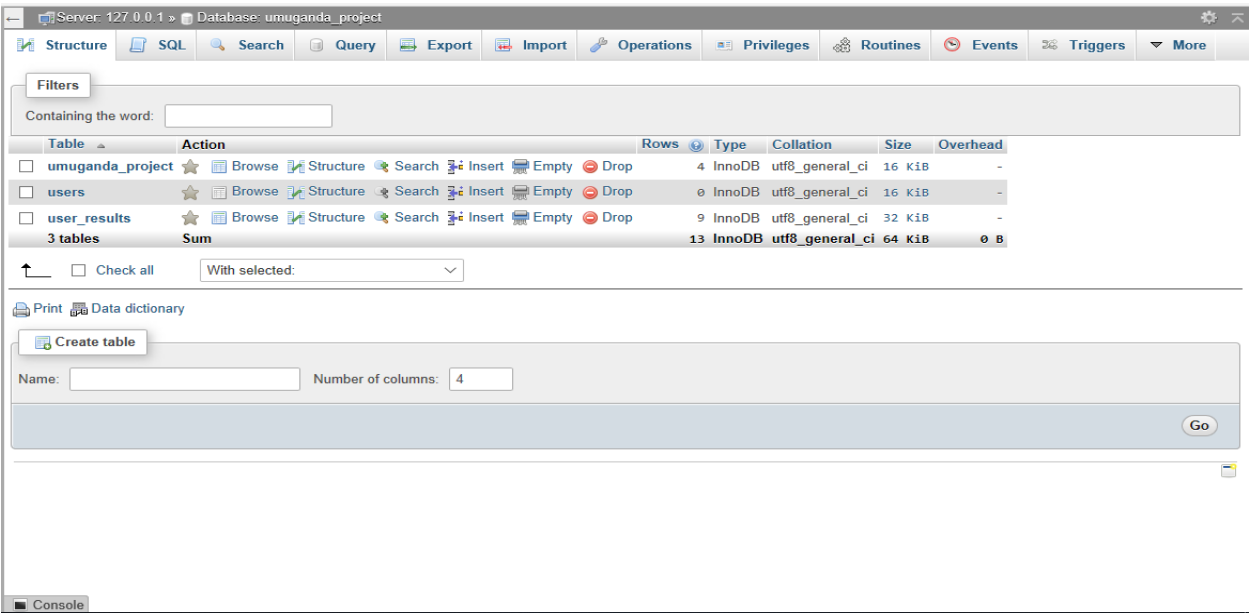 Server: 127.0.0.1 » Database: umuganda_project
Structure SQL Search Query Export Import Operations Privileges Routines Events Triggers More
Filters
Containing the word:
Table Action Rows Type Collation Size Overhead
umuganda_project Browse Structure Search Insert Empty Drop 4 InnoDB utf8_general_ci 16 KiB -
users Browse Structure Search Insert Empty Drop 0 InnoDB utf8_general_ci 16 KiB -
user_results Browse Structure Search Insert Empty Drop 9 InnoDB utf8_general_ci 32 KiB -
3 tables Sum 13 InnoDB utf8_general_ci 64 KiB 0 B
Check all With selected:
Print Data dictionary
Create table
Name: Number of columns: 4
Go
Console